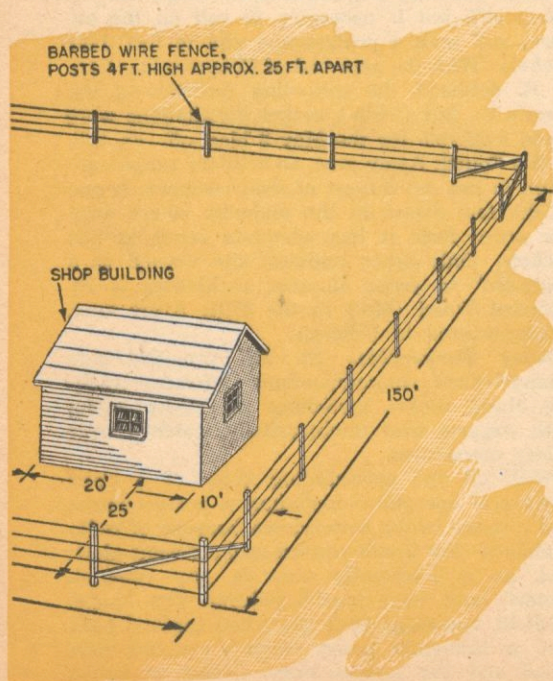 BARBED WIRE FENCE,
POSTS 4 FT. HIGH APPROX. 25 FT. APART
SHOP BUILDING
150'
20'
10'
25'